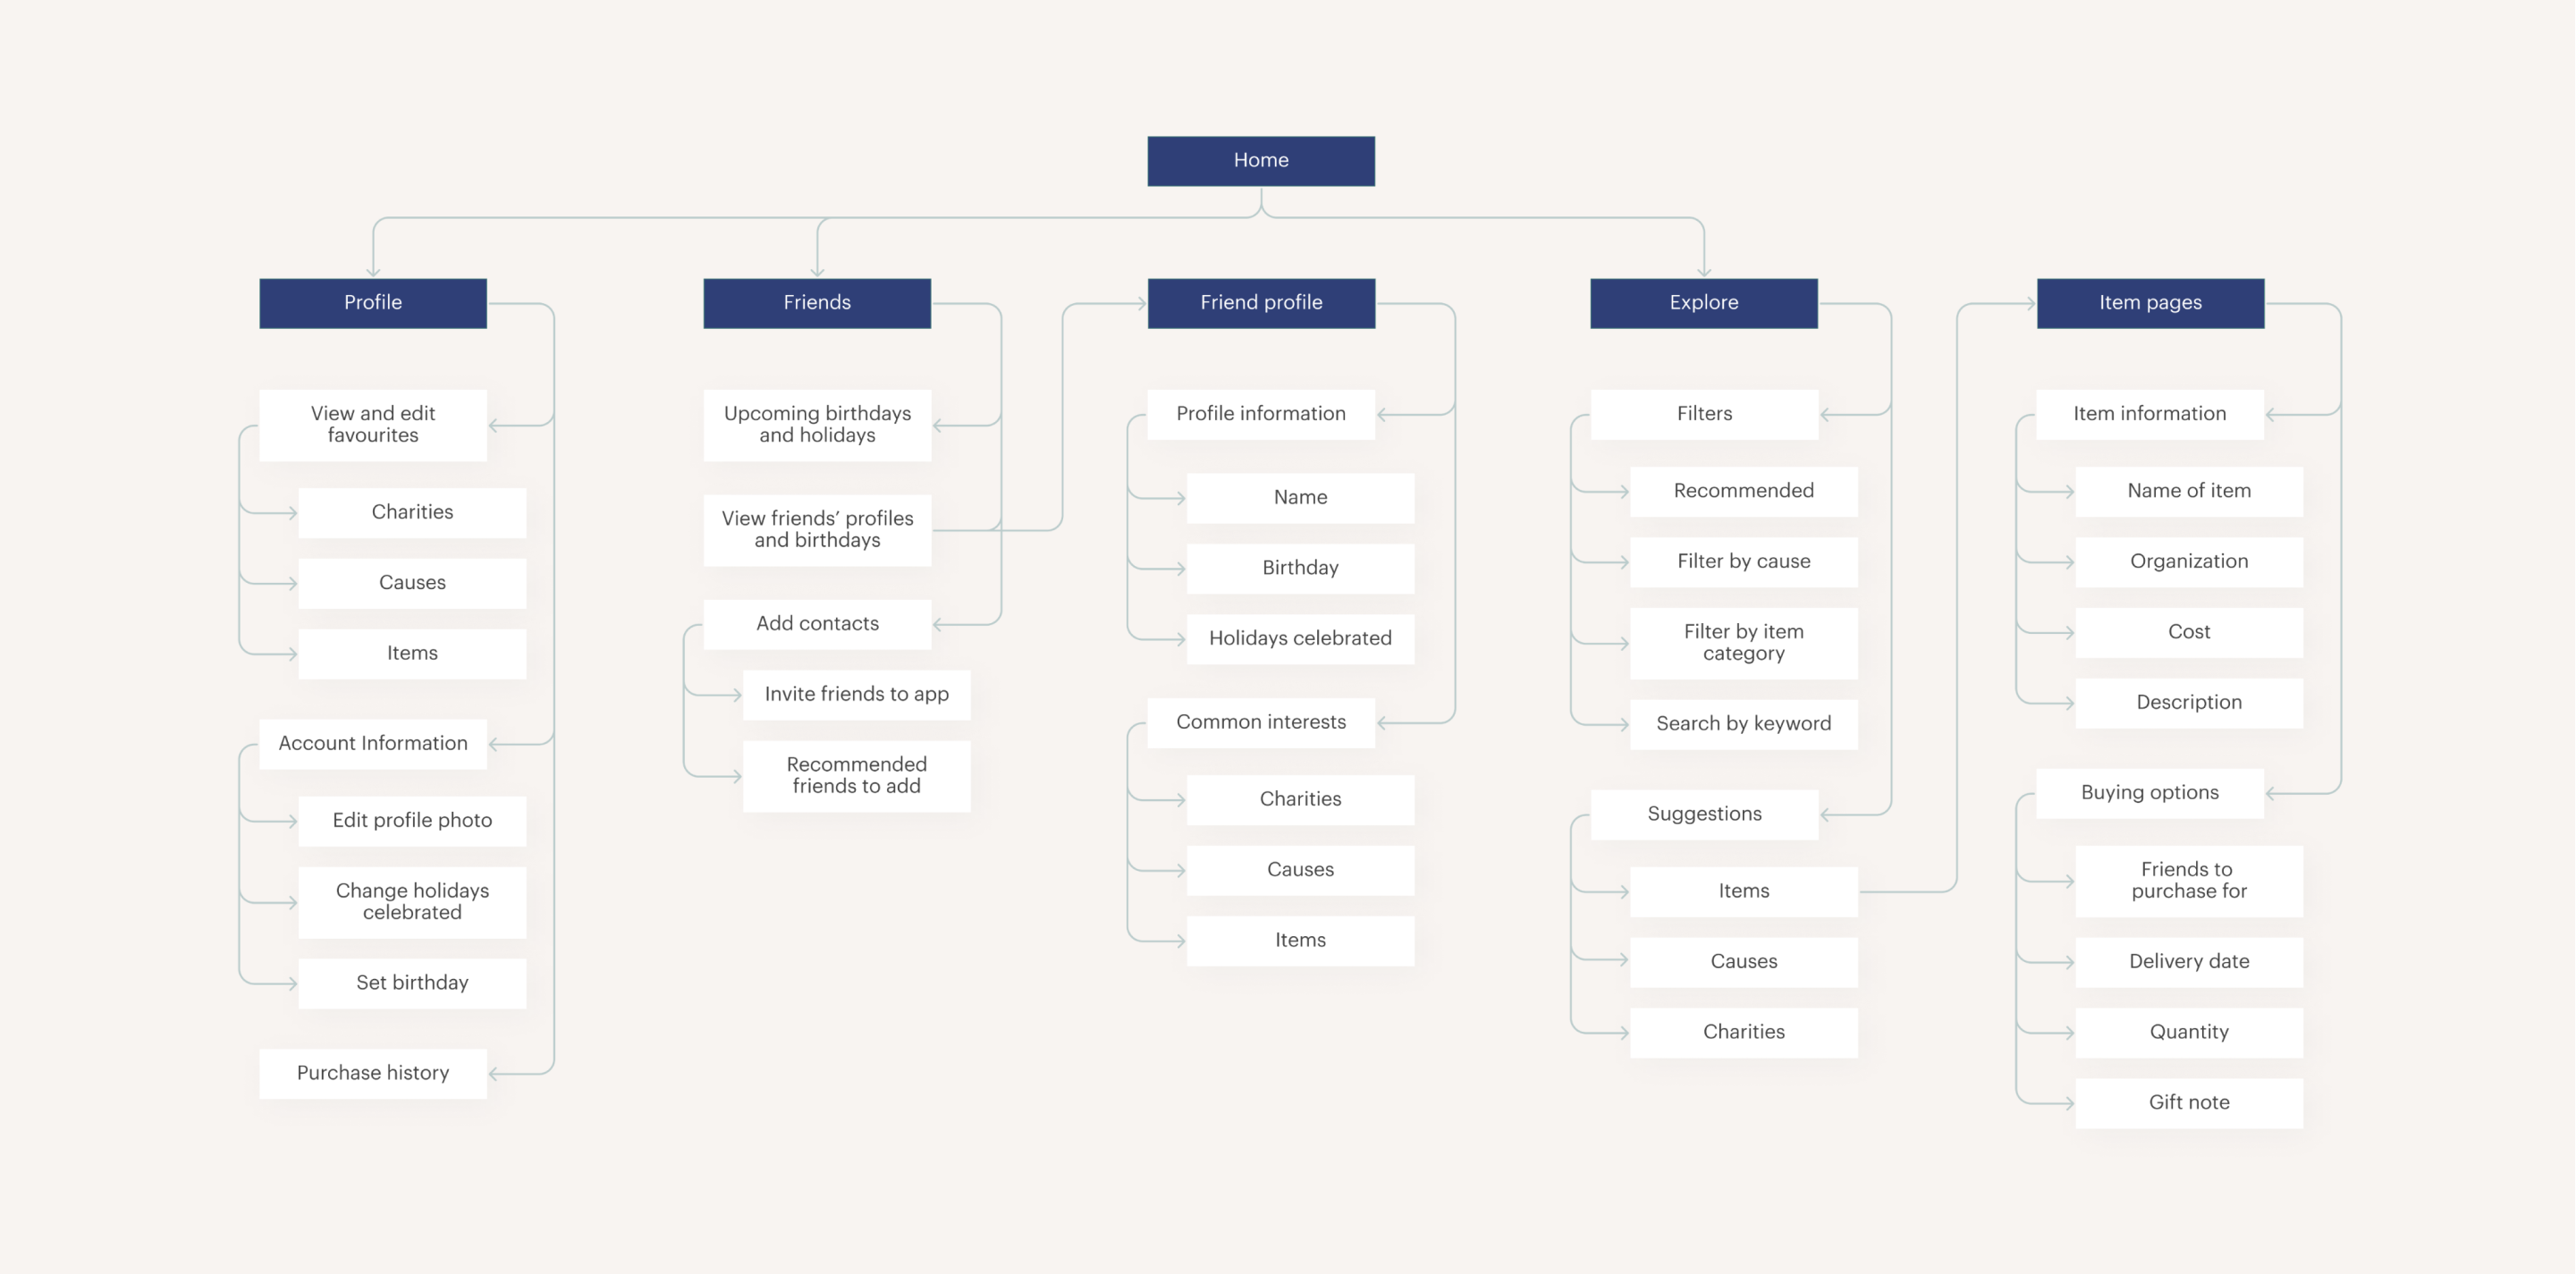 Home
Profile
View and edit
favourites
Charities
Causes
Items
Account Information
Edit profile photo
Change holidays
celebrated
Set birthday
Purchase history
Friends
Upcoming birthdays
and holidays
View friends’ profiles
and birthdays
Add contacts
Invite friends to app
Recommended
friends to add
Friend profile
Profile information
Name
Birthday
Holidays celebrated
Common interests
Charities
Causes
Items
Explore
Filters
Recommended
Filter by cause
Filter by item
category
Search by keyword
Suggestions
Items
Causes
Charities
Item pages
Item information
Name of item
Organization
Cost
Description
Buying options
Friends to
purchase for
Delivery date
Quantity
Gift note